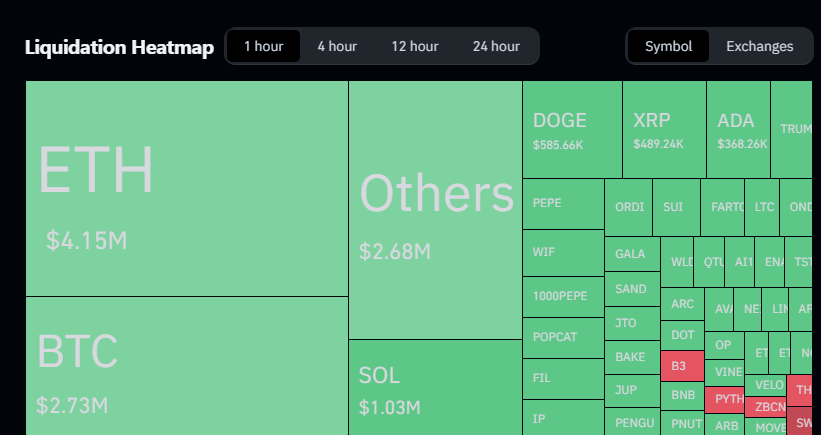 Liquidation Heatmap
1 hour 4 hour 12 hour 24 hour
Symbol Exchanges
ETH
$4.15M
BTC
$2.73M
Others
$2.68M
SOL
$1.03M
DOGE
$585.66K
XRP
$489.24K
ADA
$368.26K
TRUM
PEPE
WIF
1000PEPE
POPCAT
FIL
IP
ORDI
SUI
FART
LTC
OND
GALA
SAND
JTO
BAKE
JUP
PENGU
WLD
QTU
AI1
ENA
TST
ARC
DOT
B3
BNB
PNUT
AVA
NE
LIN
AP
OP
VINE
PYTH
ARB
ET
ET
VELO
ZBCN
MOVE
TH
SW